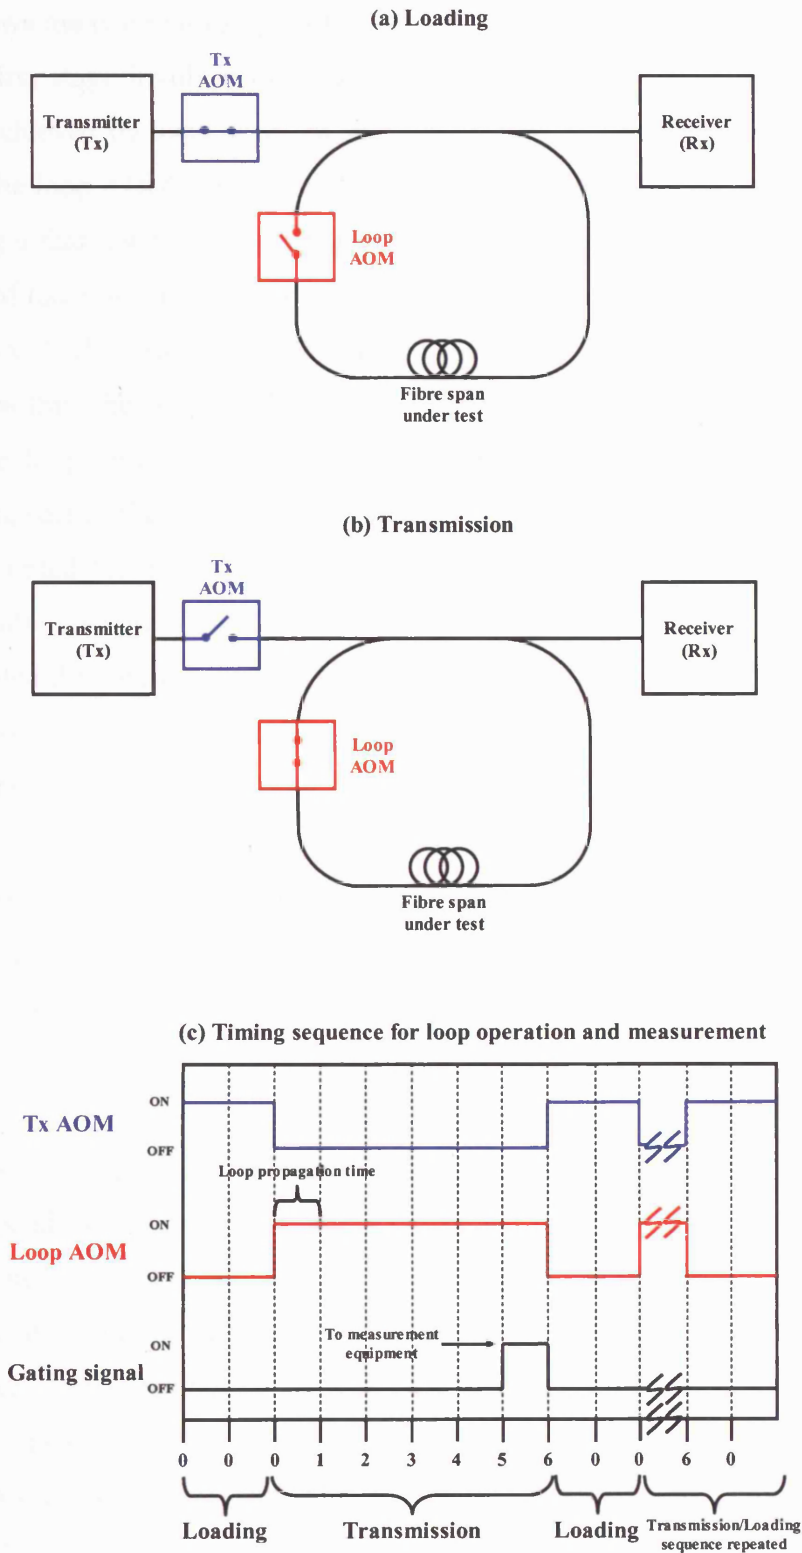 (a) Loading
Tx
AOM
Transmitter
(Tx)
Receiver
(Rx)
Loop
AOM
Fibre span
under test
(b) Transmission
Tx
AOM
Transmitter
(Tx)
Receiver
(Rx)
Loop
AOM
Fibre span
under test
(c) Timing sequence for loop operation and measurement
ON
Tx AOM
OFF
Loop propagation time
ON
Loop AOM
OFF
ON
To measurement
equipment
Gating signal
OFF
0 0 0 1 2 3 4 5 6 0 0 6 0
Loading Transmission Loading Transmission/Loading
sequence repeated